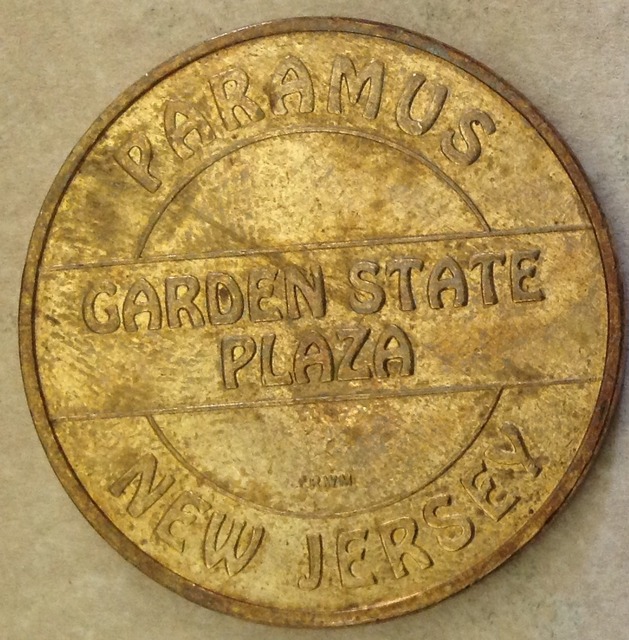 PARAMUS
GARDEN STATE
PLAZA
NEW JERSEY